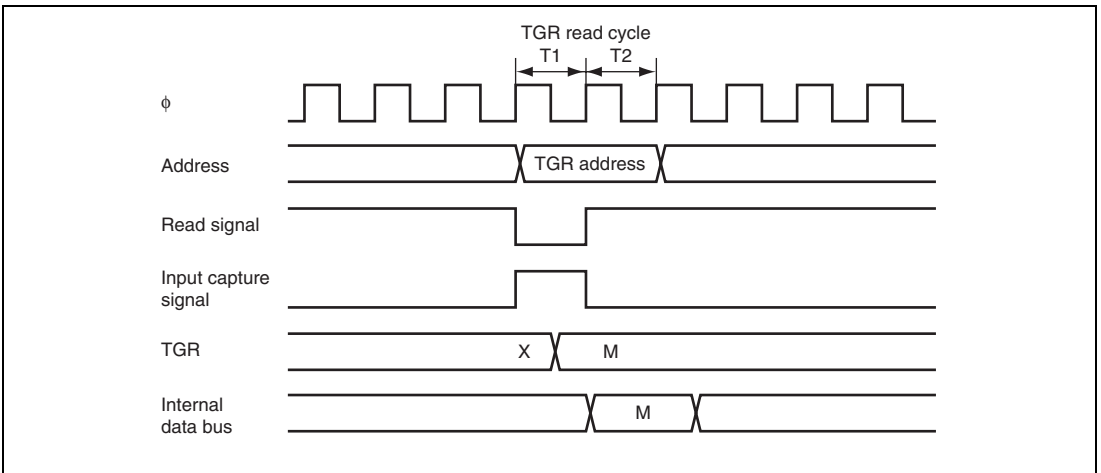 TGR read cycle
T1 T2
ϕ
Address
TGR address
Read signal
Input capture
signal
TGR
X M
Internal
data bus
M